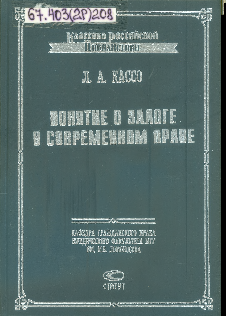 67.403(2Р)208
Классика Российской
Цивилистики
Л. А. КАССО
ПОНЯТИЕ О ЗАЛОГЕ
В СОВРЕМЕННОМ ПРАВЕ
КАФЕДРА ГРАЖДАНСКОГО ПРАВА
ЮРИДИЧЕСКОГО ФАКУЛЬТЕТА МГУ
ИМ. М.В. ЛОМОНОСОВА
СТАТУТ